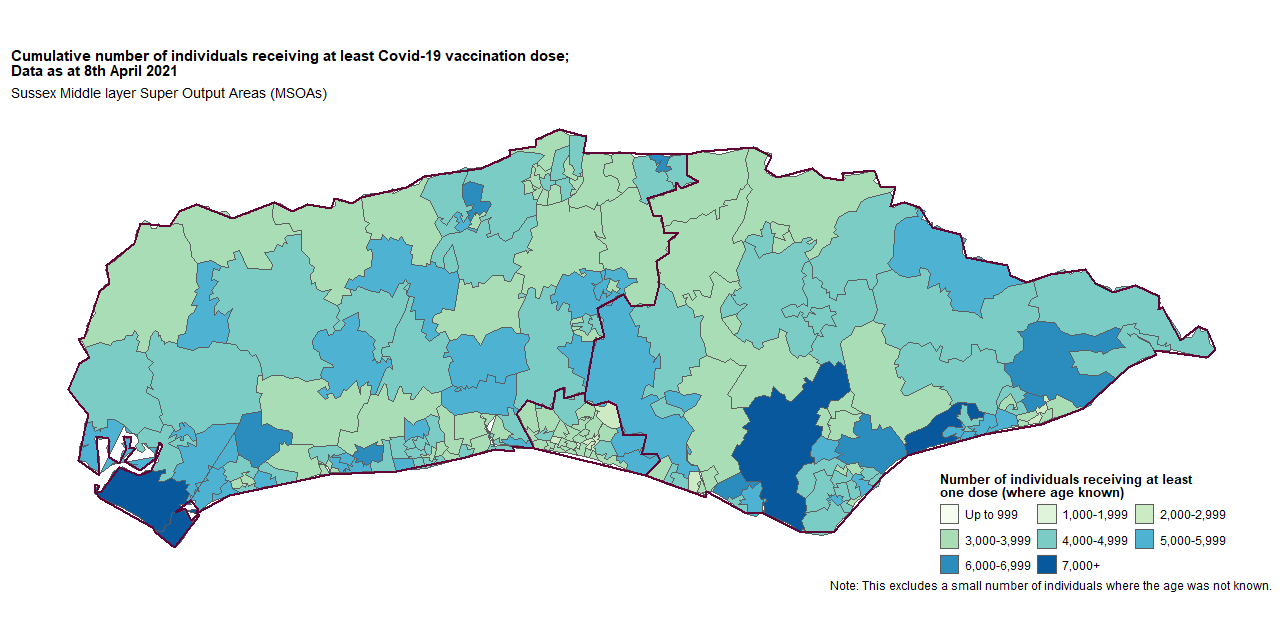 Cumulative number of individuals receiving at least Covid-19 vaccination dose;
Data as at 8th April 2021
Sussex Middle layer Super Output Areas (MSOAs)
Number of individuals receiving at least
one dose (where age known)
Up to 999 1,000-1,999 2,000-2,999
3,000-3,999 4,000-4,999 5,000-5,999
6,000-6,999 7,000+
Note: This excludes a small number of individuals where the age was not known.